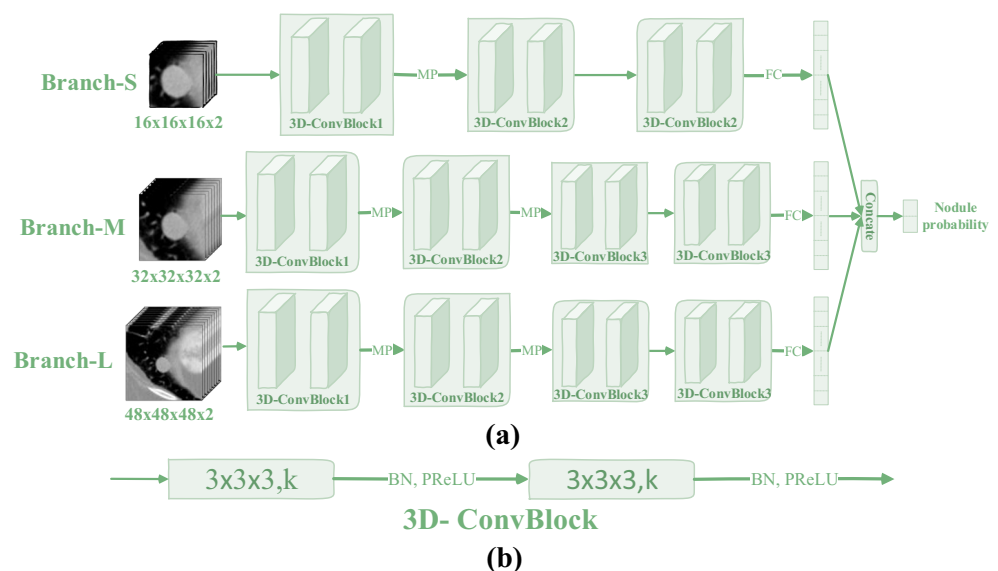 Branch-S
16x16x16x2
3D-ConvBlock1
MP
3D-ConvBlock2
3D-ConvBlock2
FC
Branch-M
32x32x32x2
3D-ConvBlock1
MP
3D-ConvBlock2
MP
3D-ConvBlock3
3D-ConvBlock3
FC
Concate
Nodule
probability
Branch-L
48x48x48x2
3D-ConvBlock1
MP
3D-ConvBlock2
MP
3D-ConvBlock3
3D-ConvBlock3
FC
(a)
3x3x3,k
BN, PReLU
3x3x3,k
BN, PReLU
3D- ConvBlock
(b)